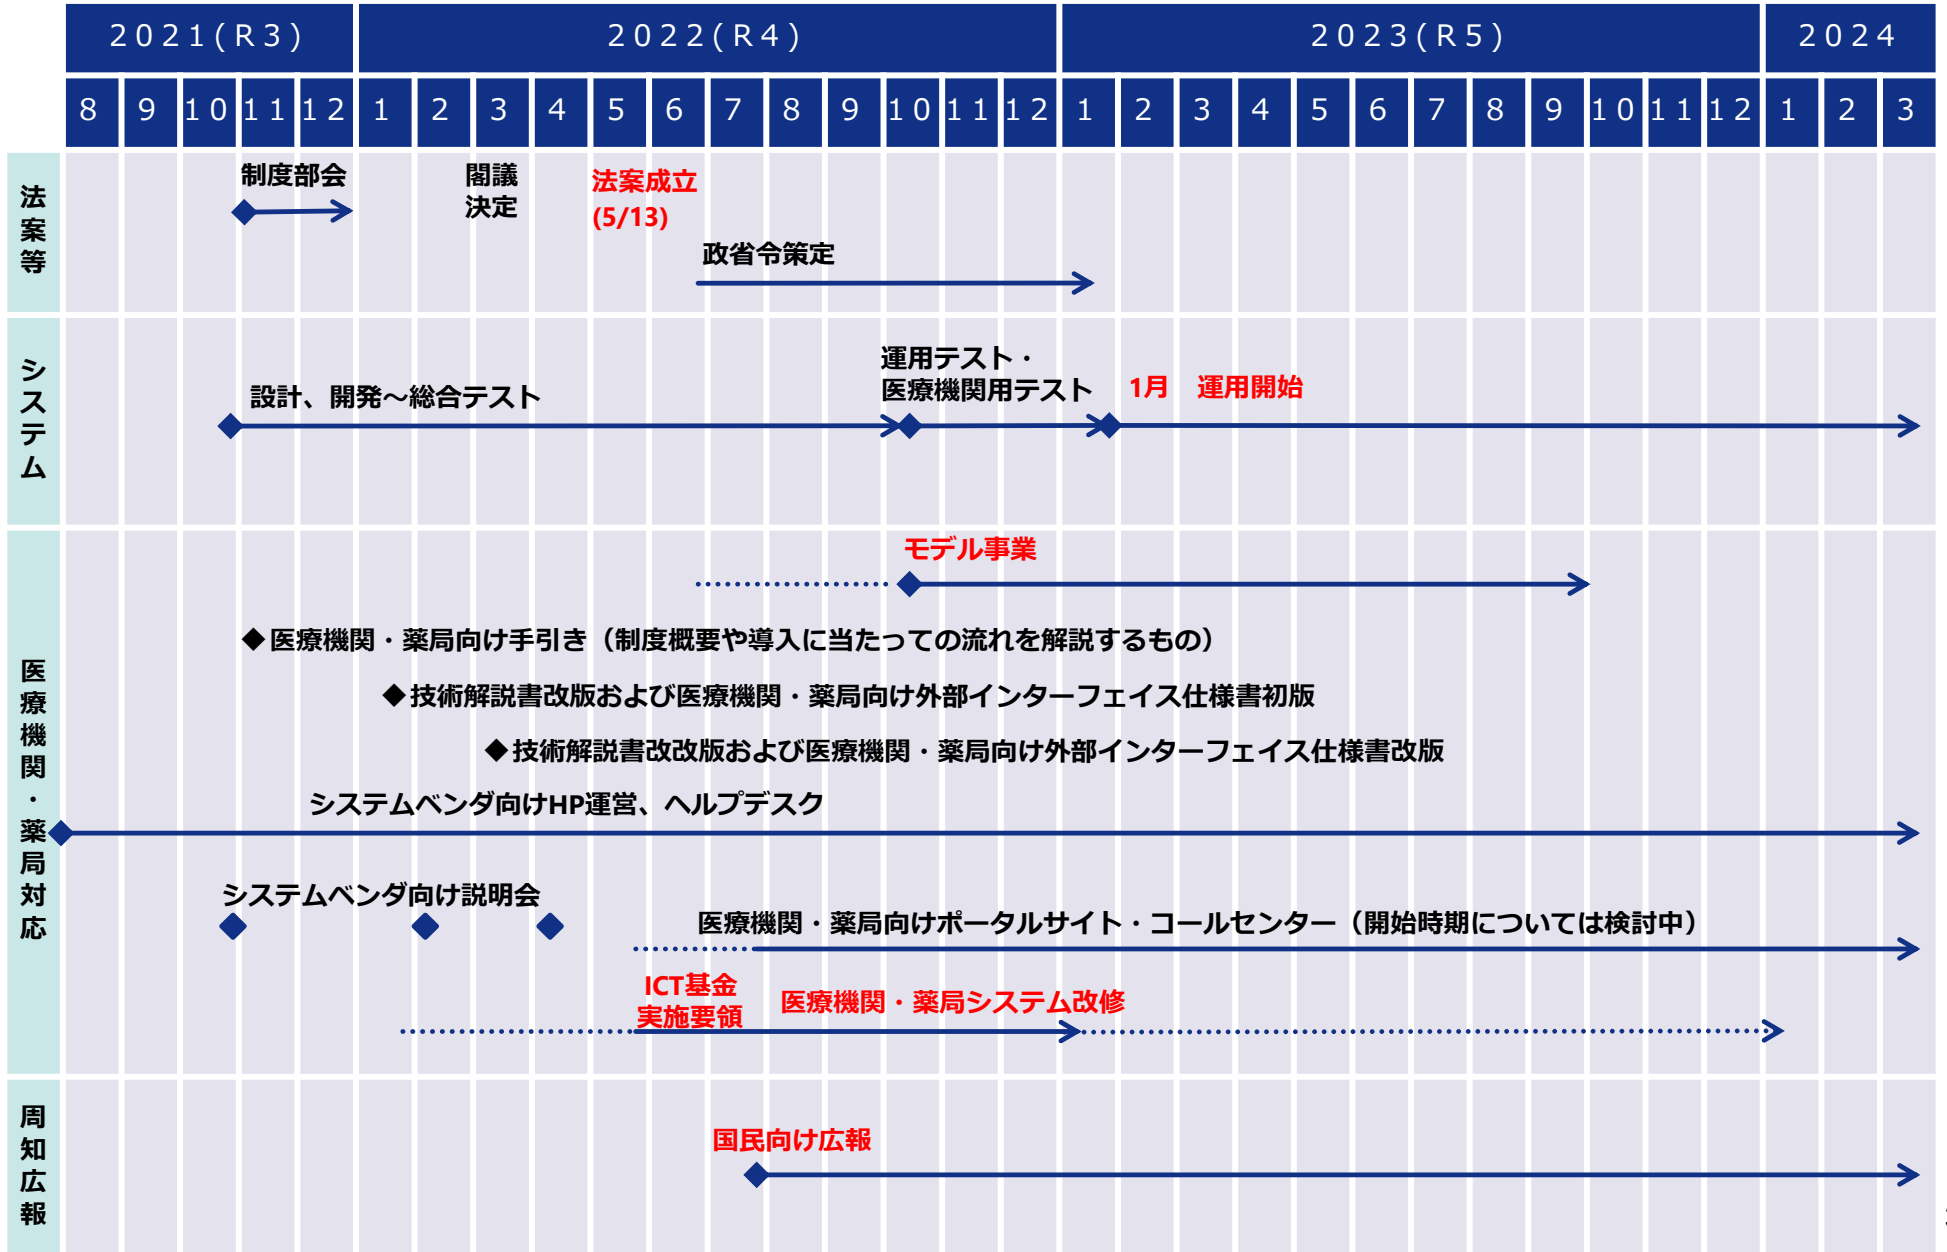 2021(R3) 2022(R4) 2023(R5) 2024
8 9 10 11 12 1 2 3 4 5 6 7 8 9 10 11 12 1 2 3 4 5 6 7 8 9 10 11 12 1 2 3
法案等
制度部会
閣議
決定
法案成立
(5/13)
政省令策定
システム
設計、開発～総合テスト
運用テスト・
医療機関用テスト
1月　運用開始
医療機関・薬局対応
モデル事業
◆医療機関・薬局向け手引き（制度概要や導入に当たっての流れを解説するもの）
◆技術解説書改版および医療機関・薬局向け外部インターフェイス仕様書初版
◆技術解説書改改版および医療機関・薬局向け外部インターフェイス仕様書改版
システムベンダ向けHP運営、ヘルプデスク
システムベンダ向け説明会
医療機関・薬局向けポータルサイト・コールセンター（開始時期については検討中）
ICT基金
実施要領
医療機関・薬局システム改修
周知広報
国民向け広報